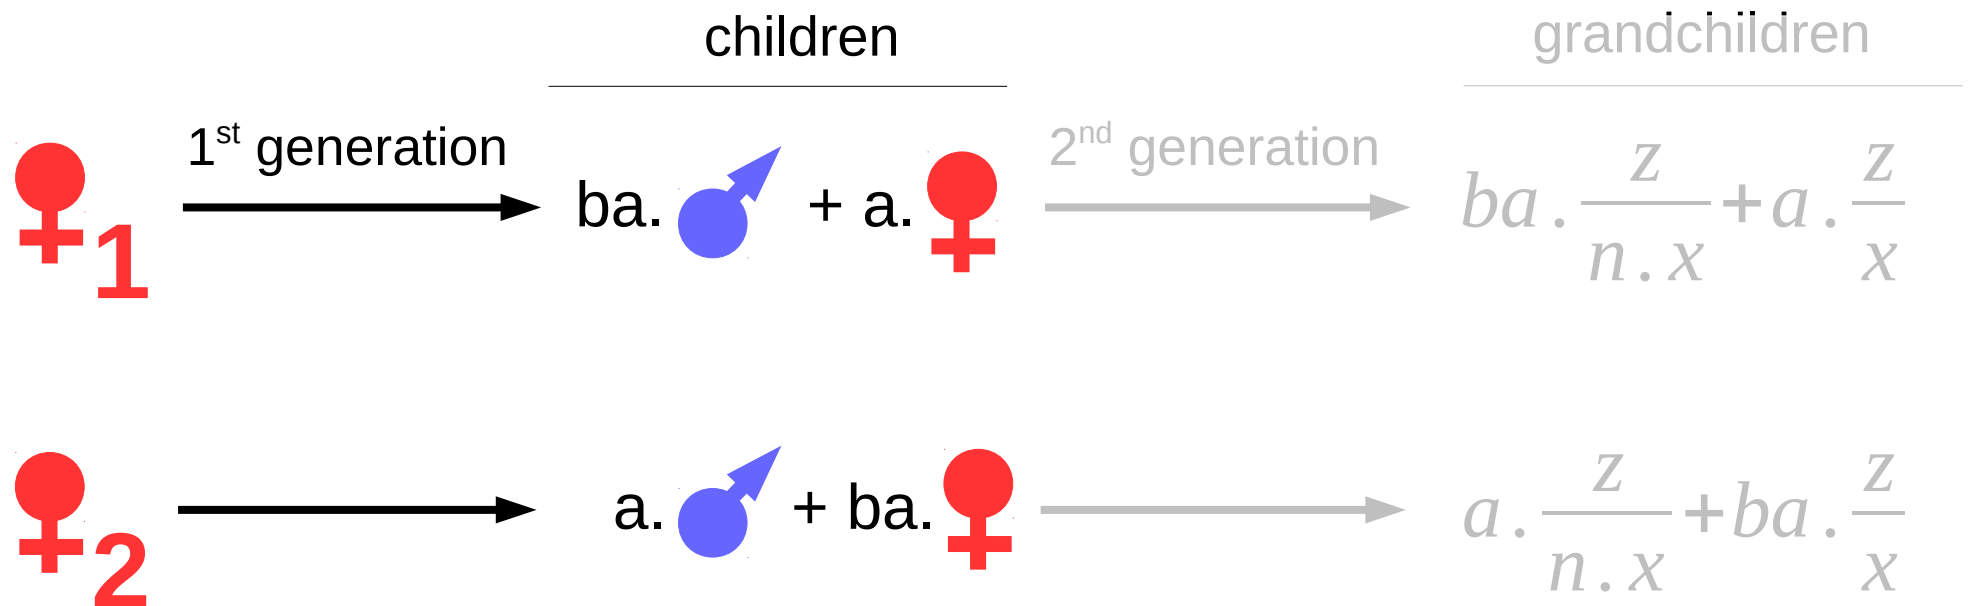 children
grandchildren
1st generation
2nd generation
1
ba. + a.
ba . z / n . x + a . z / x
2
a. + ba.
a . z / n . x + ba . z / x